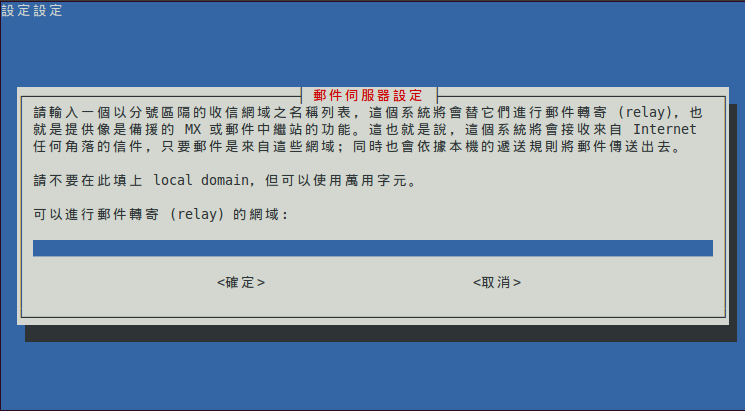 設定設定
郵件伺服器設定
請輸入一個以分號區隔的收信網域之名稱列表，這個系統將會替它們進行郵件轉寄 (relay)，也
就是提供像是備援的 MX 或郵件中繼站的功能。這也就是說，這個系統將會接收來自 Internet
任何角落的信件，只要郵件是來自這些網域；同時也會依據本機的遞送規則將郵件傳送出去。
請不要在此填上 local domain，但可以使用萬用字元。
可以進行郵件轉寄 (relay) 的網域：
<確定>
<取消>